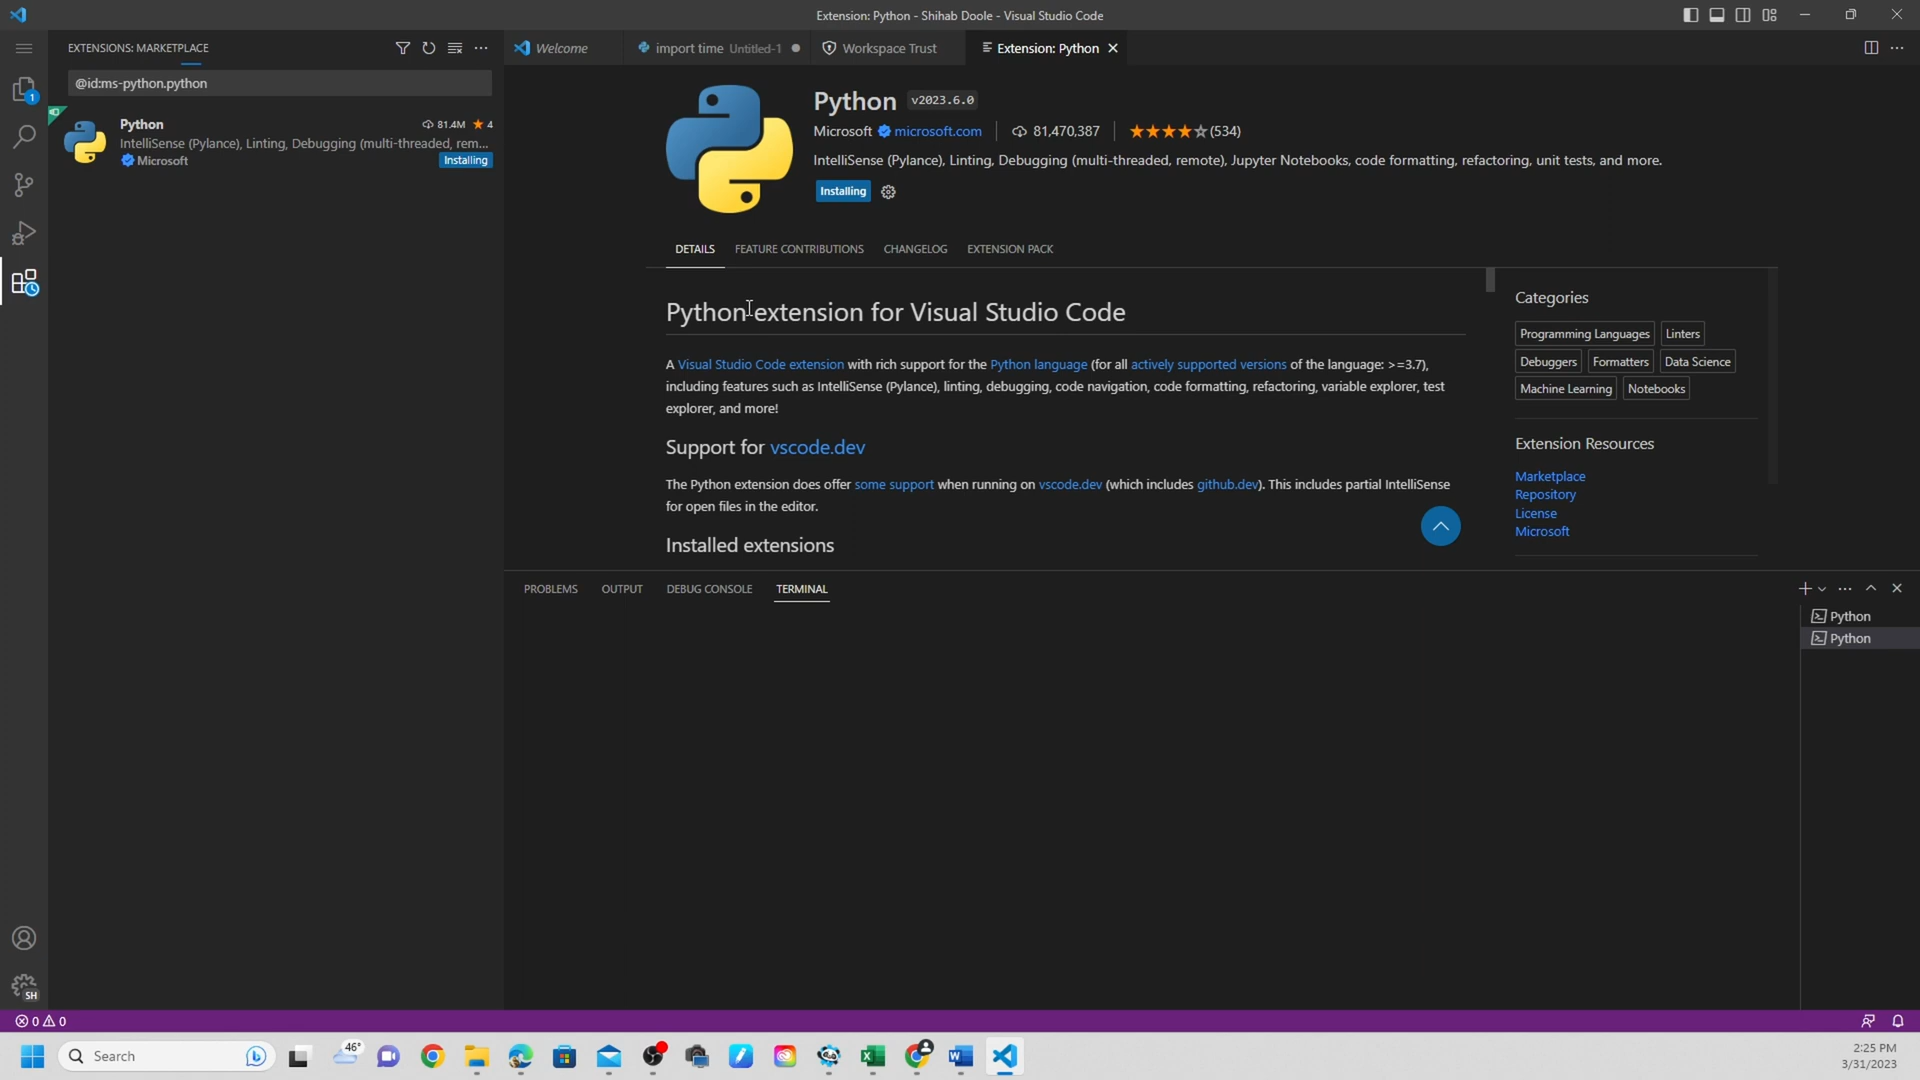 Extension: Python - Shihab Doole - Visual Studio Code
EXTENSIONS: MARKETPLACE
Welcome
import time Untitled-1
Workspace Trust
Extension: Python
1
@id:ms-python.python
Python
81.4M 4
IntelliSense (Pylance), Linting, Debugging (multi-threaded, rem...
Microsoft
Installing
Python v2023.6.0
Microsoft microsoft.com 81,470,387 (534)
IntelliSense (Pylance), Linting, Debugging (multi-threaded, remote), Jupyter Notebooks, code formatting, refactoring, unit tests, and more.
Installing
DETAILS FEATURE CONTRIBUTIONS CHANGELOG EXTENSION PACK
Python extension for Visual Studio Code
A Visual Studio Code extension with rich support for the Python language (for all actively supported versions of the language: >=3.7),
including features such as IntelliSense (Pylance), linting, debugging, code navigation, code formatting, refactoring, variable explorer, test
explorer, and more!
Support for vscode.dev
The Python extension does offer some support when running on vscode.dev (which includes github.dev). This includes partial IntelliSense
for open files in the editor.
Installed extensions
Categories
Programming Languages Linters
Debuggers Formatters Data Science
Machine Learning Notebooks
Extension Resources
Marketplace
Repository
License
Microsoft
PROBLEMS OUTPUT DEBUG CONSOLE TERMINAL
Python
Python
SH
0 0
Search
46°
2:25 PM
3/31/2023